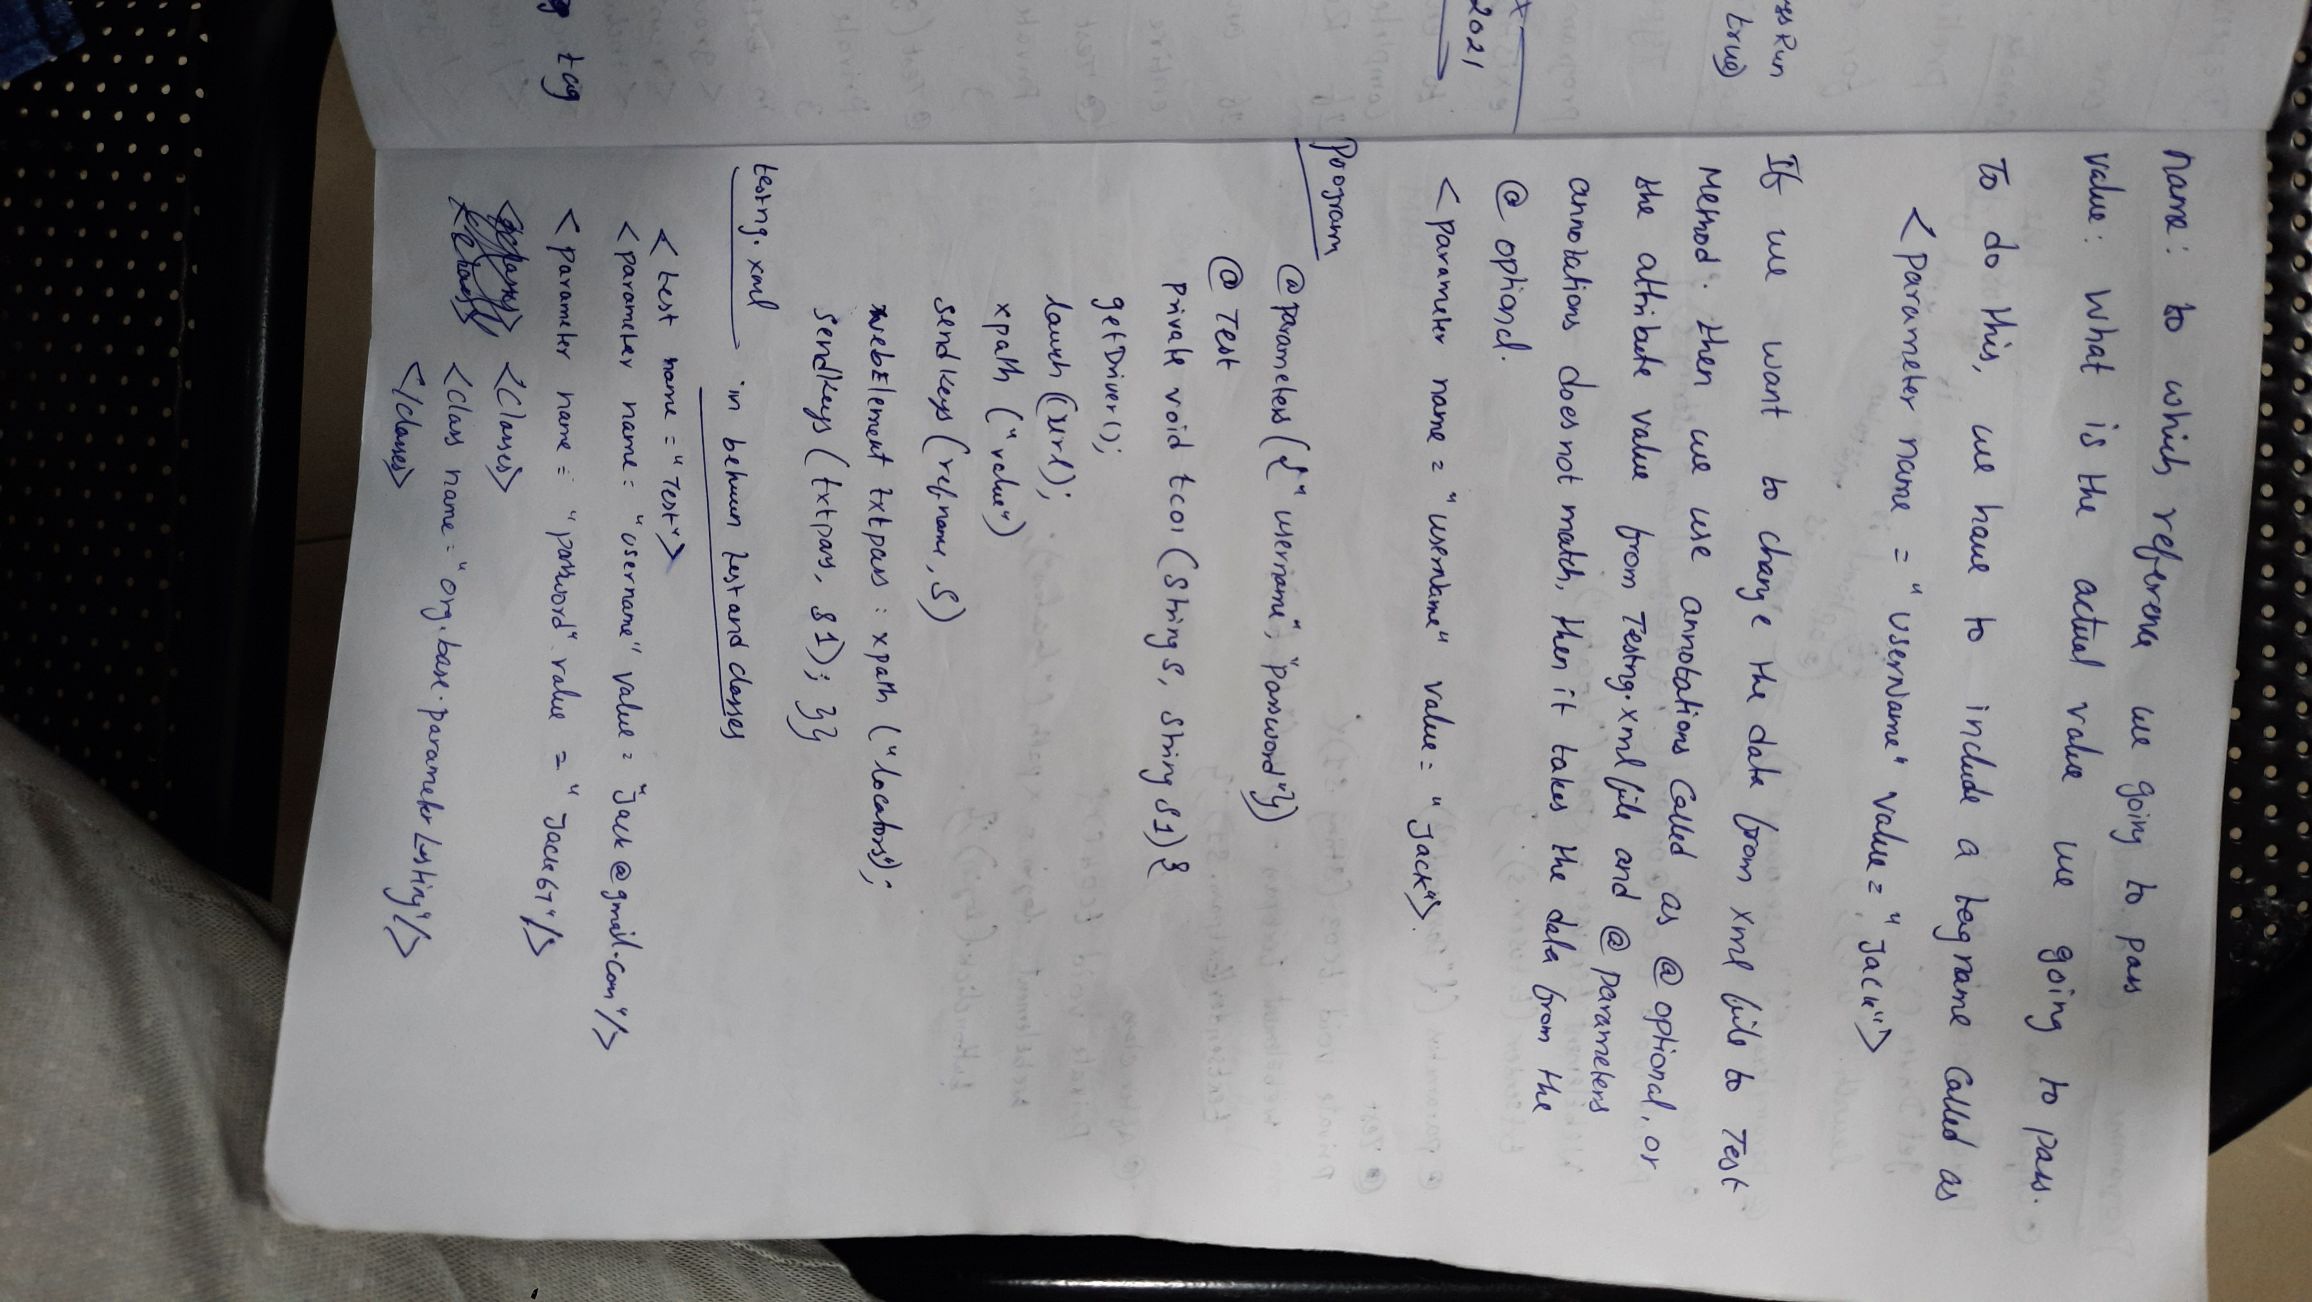 ss Run
true)
x
2021
tag
name: to which reference we going to pass
value: what is the actual value we going to pass.
To do this, we have to include a tag name called as
<parameter name = "username" value = "Jack">
If we want to change the data from xml file to Test
Method. then we use annotations called as @ optional, or
the attribute value from Testng.xml file and @ parameters
annotations does not match, then it takes the data from the
@ optional.
<parameter name = "username" value = "Jack">.
Program
@parameters({"username", "password"})
@ Test
private void tc01 (String s, String s1) {
getDriver();
launch (url);
xpath ("value")
sendkeys (ref name, s)
webElement txtpass : xpath ("locators");
sendkeys (txtpass, s1); }}
testng.xml in between test and classes
<test name = "Test">
<parameter name = "username" value = "Jack@gmail.com"/>
<parameter name = "password" value = "Jack67"/>
<classes>
<class name = "org.base.parameter testing"/>
</classes>